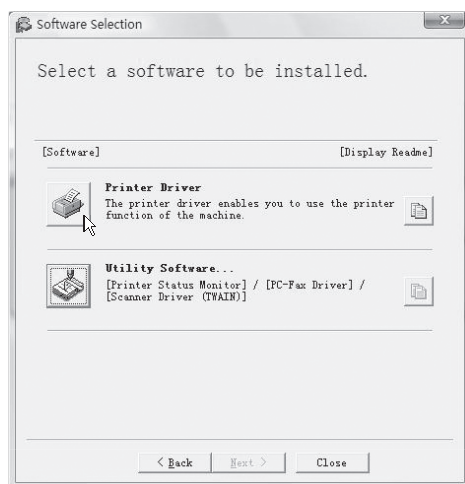 Software Selection
Select a software to be installed.
[Software] [Display Readme]
Printer Driver
The printer driver enables you to use the printer
function of the machine.
Utility Software...
[Printer Status Monitor] / [PC-Fax Driver] /
[Scanner Driver (TWAIN)]
< Back Next > Close